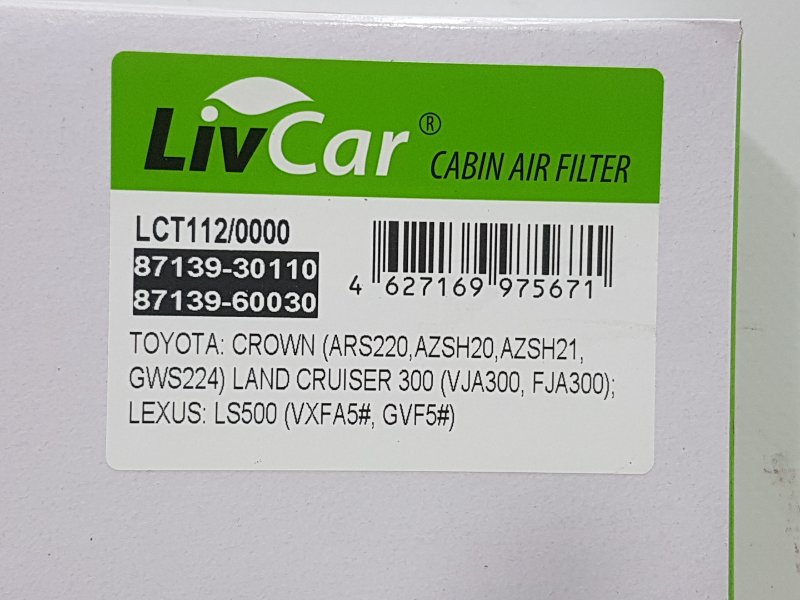 LivCar® CABIN AIR FILTER
LCT112/0000
87139-30110
87139-60030
4 627169 975671
TOYOTA: CROWN (ARS220,AZSH20,AZSH21,
GWS224) LAND CRUISER 300 (VJA300, FJA300);
LEXUS: LS500 (VXFA5#, GVF5#)